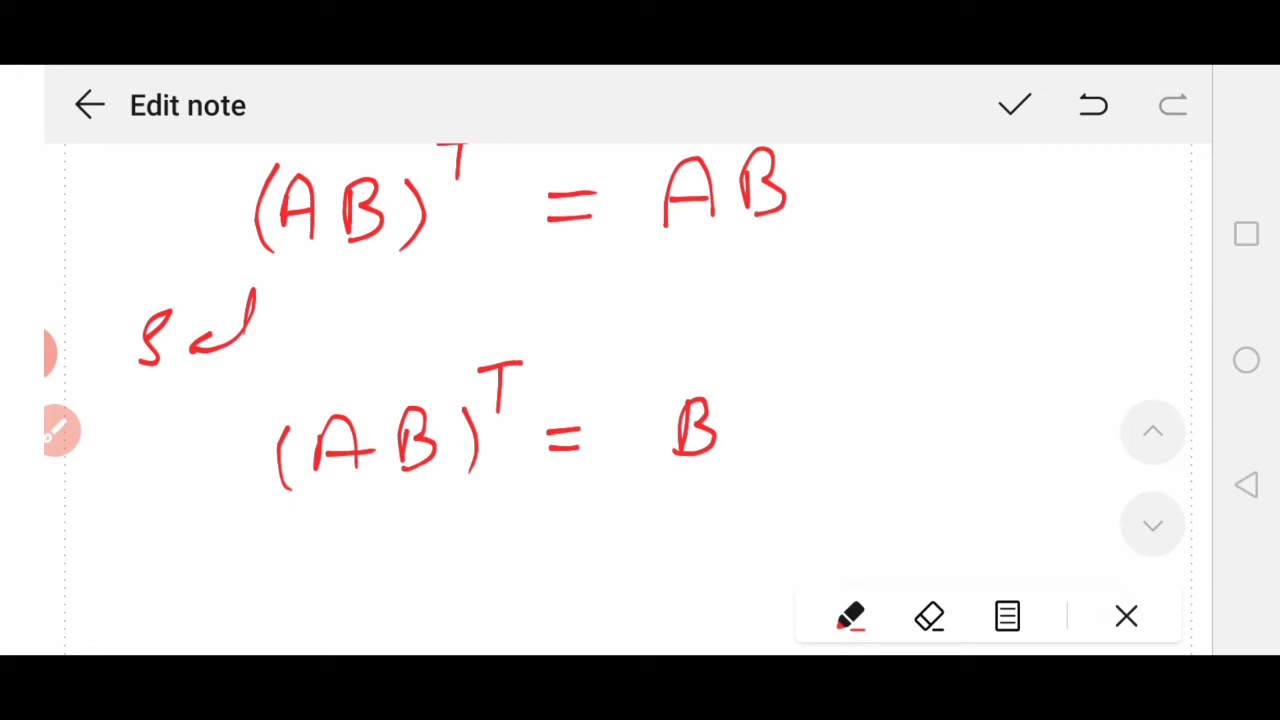 Edit note
(AB)^T = AB
Sol
(AB)^T = B